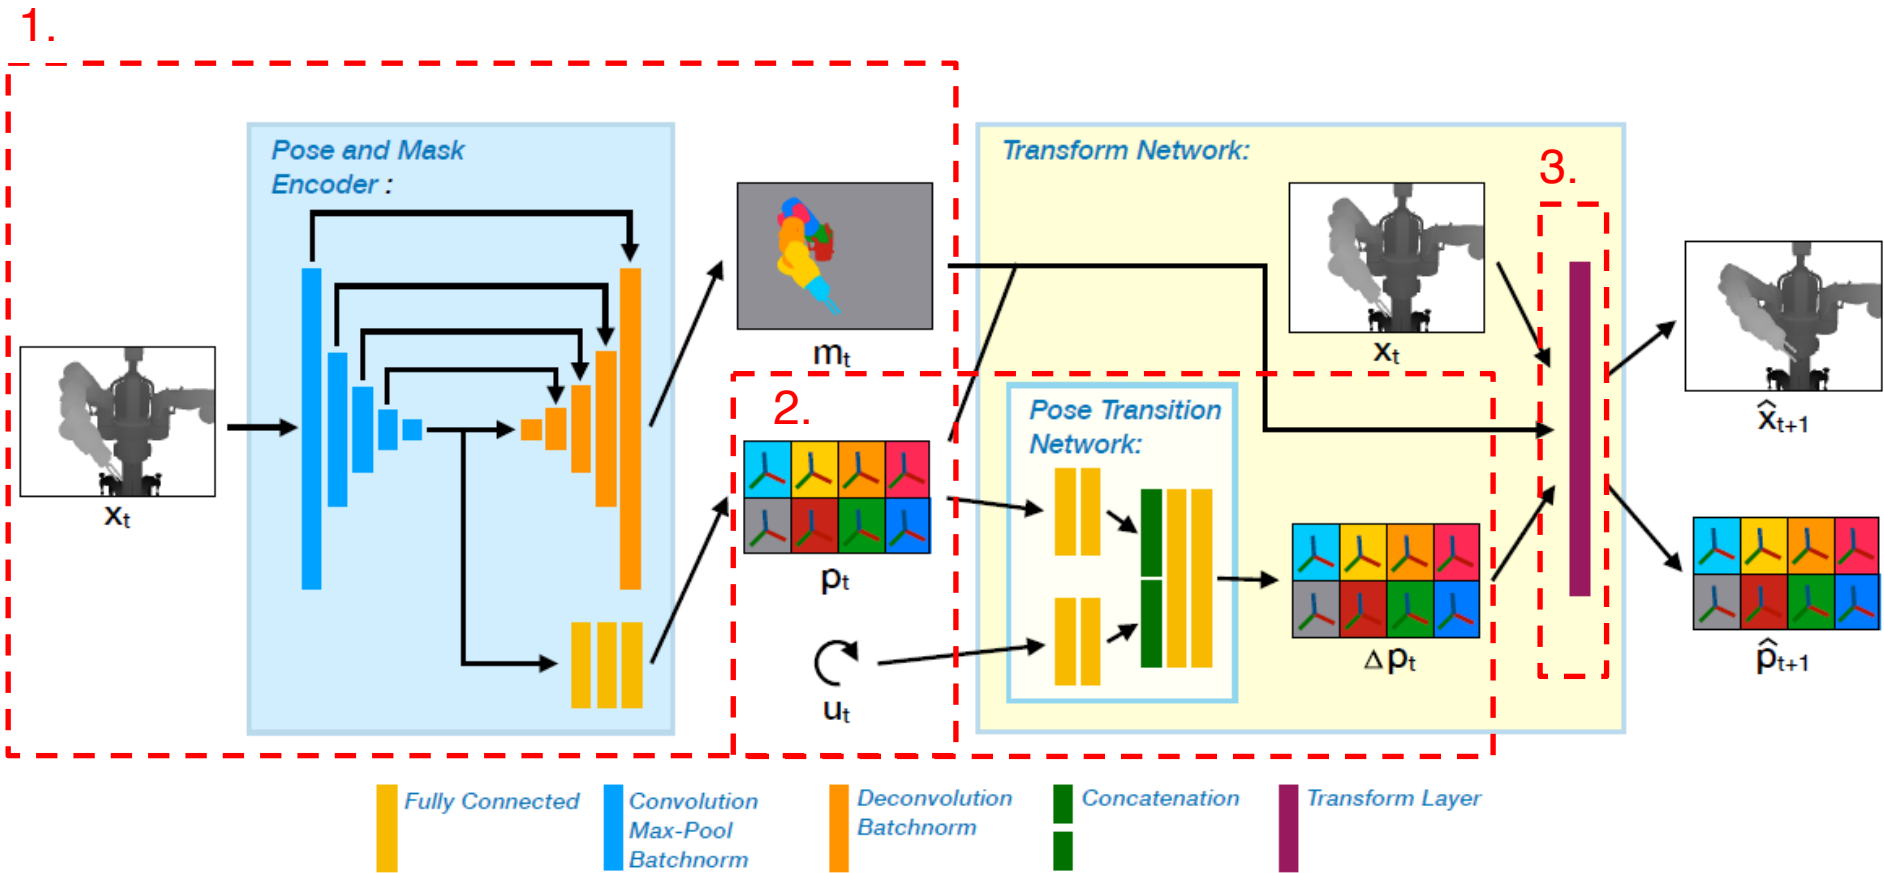 1.
Pose and Mask
Encoder :
Transform Network:
3.
mt
xt
x̂t+1
2.
Pose Transition
Network:
xt
pt
Δpt
p̂t+1
ut
Fully Connected
Convolution
Max-Pool
Batchnorm
Deconvolution
Batchnorm
Concatenation
Transform Layer